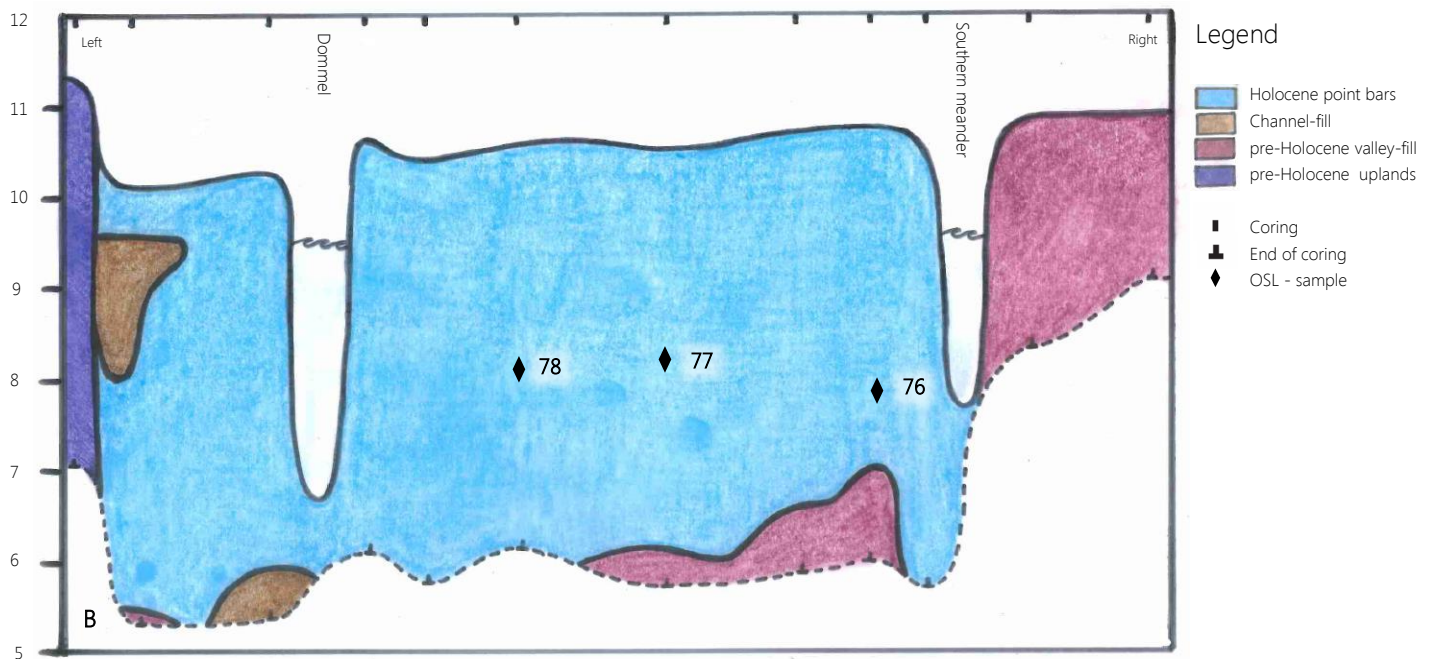 12
11
10
9
8
7
6
5
Left
Dommel
Southern meander
Right
78
77
76
B
Legend
Holocene point bars
Channel-fill
pre-Holocene valley-fill
pre-Holocene uplands
Coring
End of coring
OSL - sample